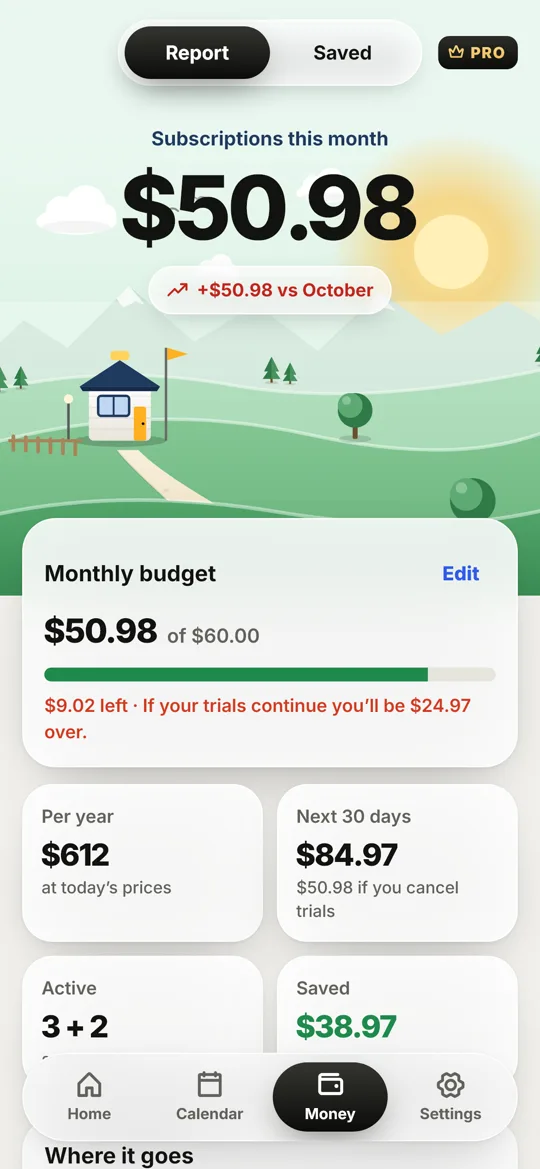 Report
Saved
PRO
Subscriptions this month
$50.98
+$50.98 vs October
Monthly budget
Edit
$50.98 of $60.00
$9.02 left · If your trials continue you’ll be $24.97
over.
Per year
$612
at today’s prices
Next 30 days
$84.97
$50.98 if you cancel
trials
Active
3 + 2
Saved
$38.97
Home
Calendar
Money
Settings
Where it goes